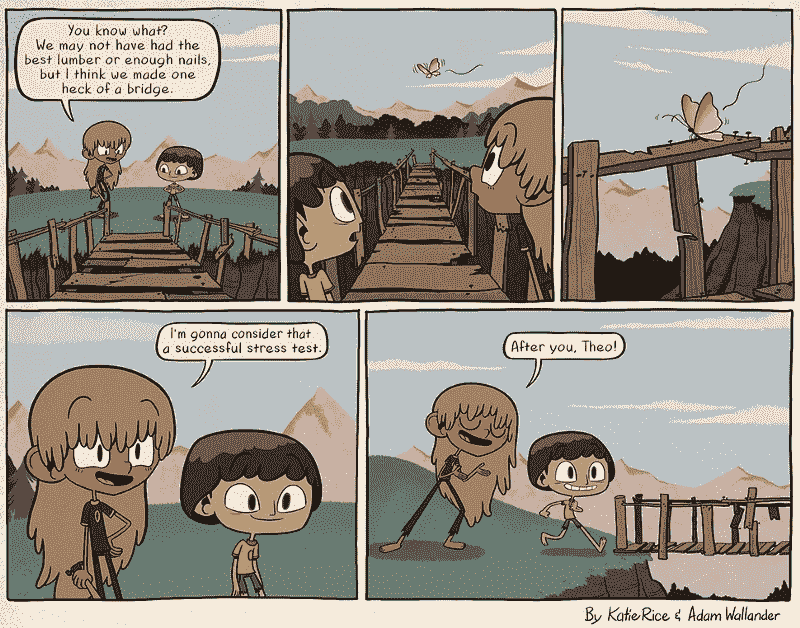 You know what?
We may not have had the
best lumber or enough nails,
but I think we made one
heck of a bridge.
I'm gonna consider that
a successful stress test.
After you, Theo!
By Katie Rice & Adam Wallander